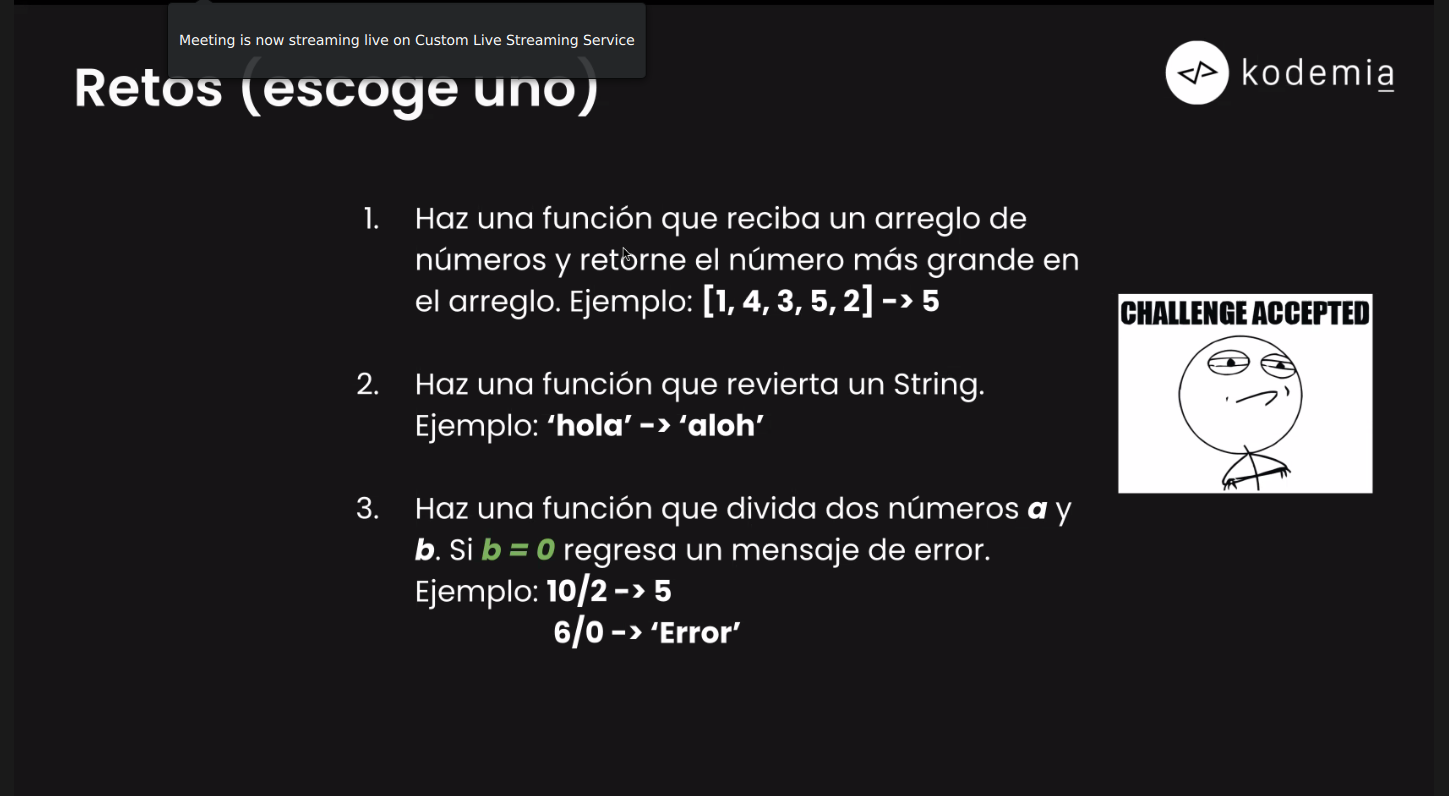 Meeting is now streaming live on Custom Live Streaming Service
Retos (escoge uno)
</> kodemia
1. Haz una función que reciba un arreglo de
números y retorne el número más grande en
el arreglo. Ejemplo: [1, 4, 3, 5, 2] -> 5
CHALLENGE ACCEPTED
2. Haz una función que revierta un String.
Ejemplo: ‘hola’ -> ‘aloh’
3. Haz una función que divida dos números a y
b. Si b = 0 regresa un mensaje de error.
Ejemplo: 10/2 -> 5
6/0 -> ‘Error’